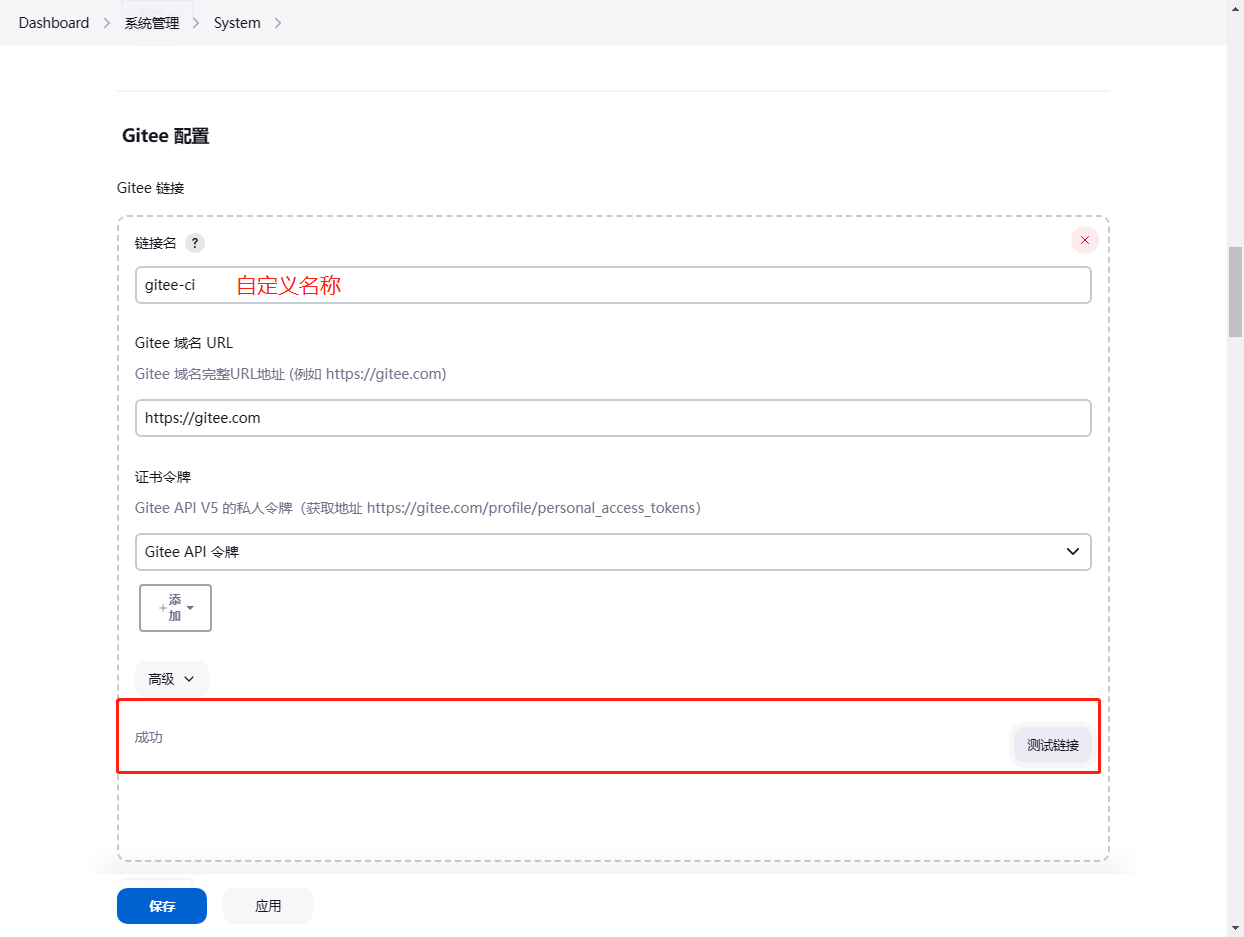 Dashboard 系统管理 System
Gitee 配置
Gitee 链接
链接名 ?
gitee-ci 自定义名称
Gitee 域名 URL
Gitee 域名完整URL地址 (例如 https://gitee.com)
https://gitee.com
证书令牌
Gitee API V5 的私人令牌（获取地址 https://gitee.com/profile/personal_access_tokens）
Gitee API 令牌
+添
加
高级
成功
测试链接
保存 应用